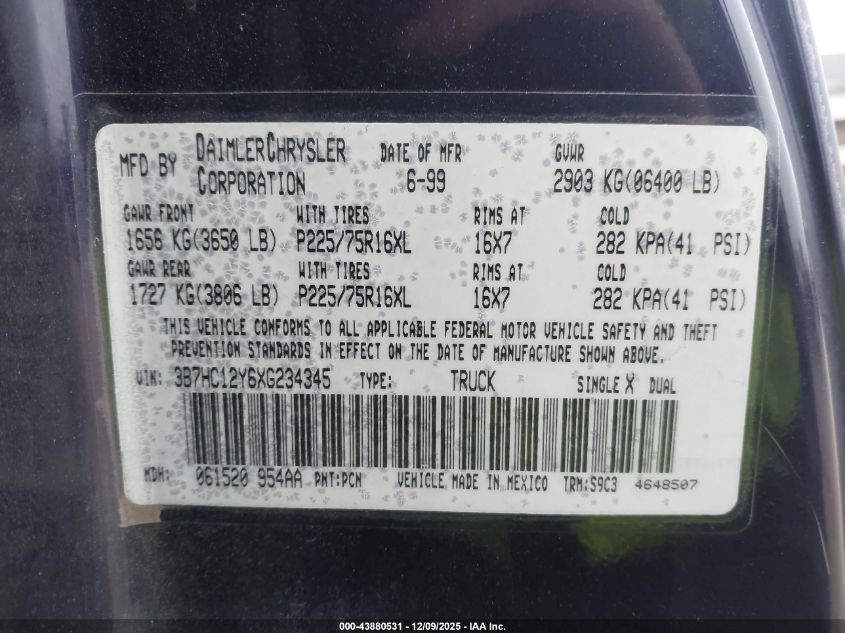 MFD BY DAIMLERCHRYSLER CORPORATION DATE OF MFR 6-99 GVWR 2903 KG(06400 LB)
GAWR FRONT WITH TIRES RIMS AT COLD
1656 KG(3650 LB) P225/75R16XL 16X7 282 KPA(41 PSI)
GAWR REAR WITH TIRES RIMS AT COLD
1727 KG(3806 LB) P225/75R16XL 16X7 282 KPA(41 PSI)
THIS VEHICLE CONFORMS TO ALL APPLICABLE FEDERAL MOTOR VEHICLE SAFETY AND THEFT
PREVENTION STANDARDS IN EFFECT ON THE DATE OF MANUFACTURE SHOWN ABOVE.
VIN: 3B7HC12Y6XG234345 TYPE: TRUCK SINGLE X DUAL
MDH: 061520 954AA PNT:PCN VEHICLE MADE IN MEXICO TRM:S9C3 4648507
000-43880531 - 12/09/2025 - IAA Inc.